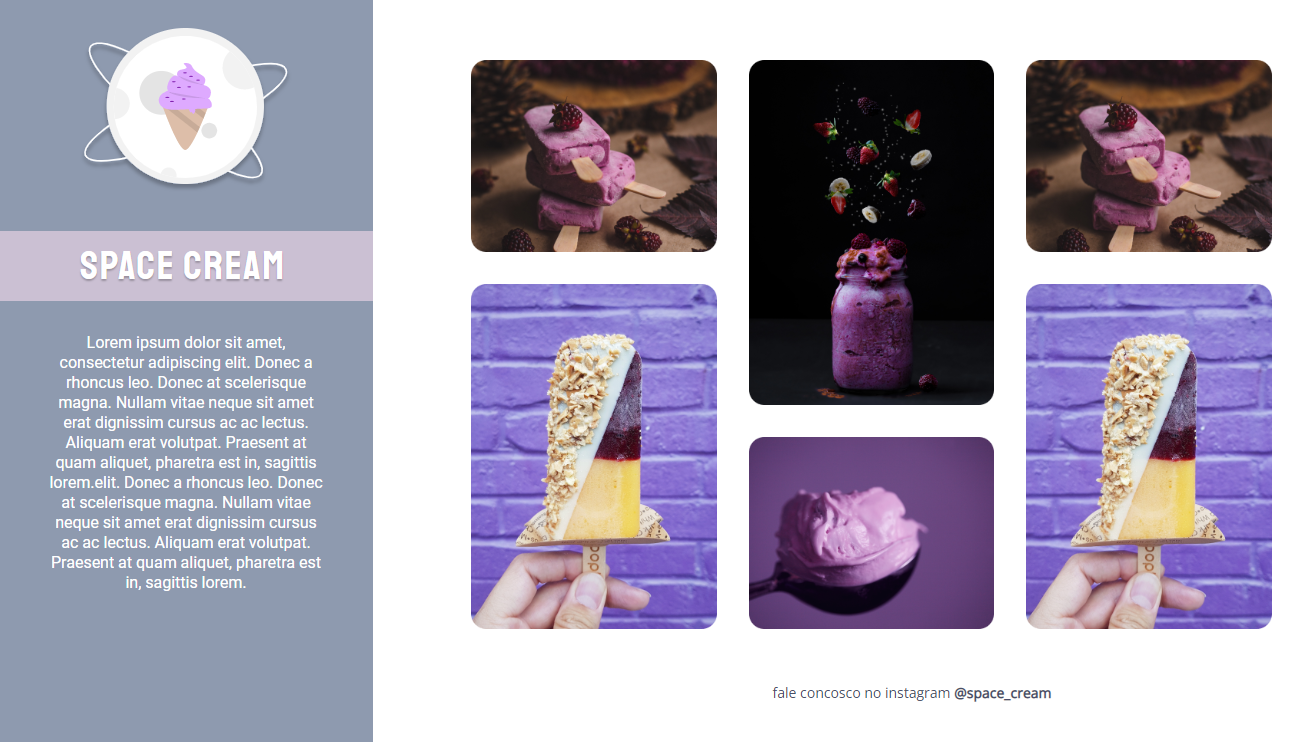 SPACE CREAM
Lorem ipsum dolor sit amet,
consectetur adipiscing elit. Donec a
rhoncus leo. Donec at scelerisque
magna. Nullam vitae neque sit amet
erat dignissim cursus ac ac lectus.
Aliquam erat volutpat. Praesent at
quam aliquet, pharetra est in, sagittis
lorem.elit. Donec a rhoncus leo. Donec
at scelerisque magna. Nullam vitae
neque sit amet erat dignissim cursus
ac ac lectus. Aliquam erat volutpat.
Praesent at quam aliquet, pharetra est
in, sagittis lorem.
fale concosco no instagram @space_cream